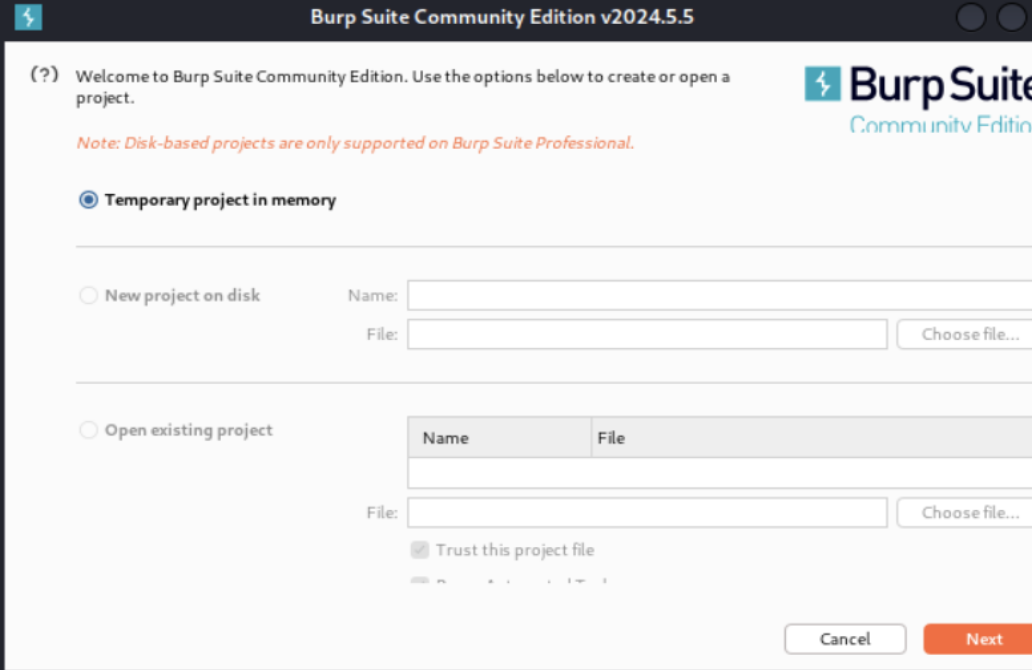 Burp Suite Community Edition v2024.5.5
(?) Welcome to Burp Suite Community Edition. Use the options below to create or open a
project.
Burp Suite
Community Edition
Note: Disk-based projects are only supported on Burp Suite Professional.
Temporary project in memory
New project on disk
Name:
File:
Choose file...
Open existing project
Name File
File:
Choose file...
Trust this project file
Cancel Next